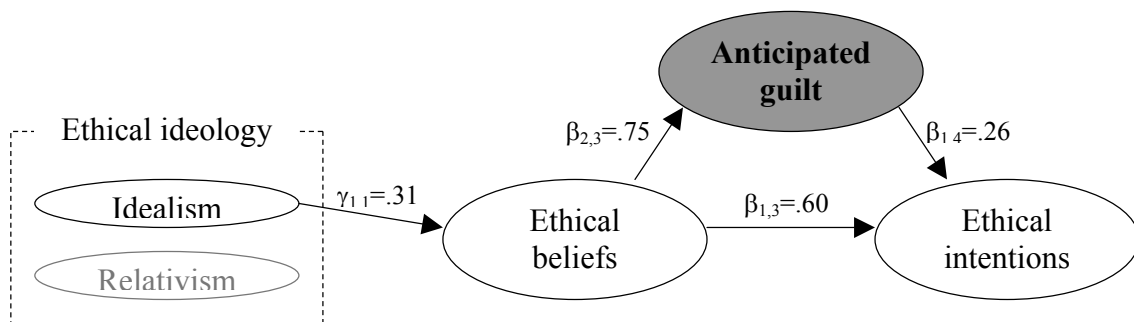 Anticipated
guilt
Ethical ideology
β2,3=.75
β1 4=.26
γ1 1=.31
Idealism
β1,3=.60
Ethical
beliefs
Ethical
intentions
Relativism